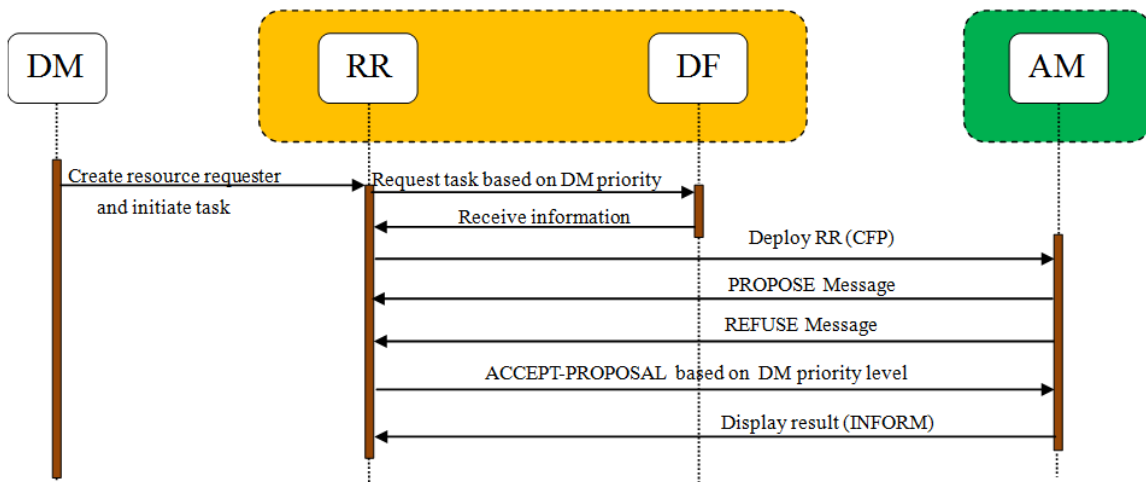 DM
RR
DF
AM
Create resource requester
and initiate task
Request task based on DM priority
Receive information
Deploy RR (CFP)
PROPOSE Message
REFUSE Message
ACCEPT-PROPOSAL based on DM priority level
Display result (INFORM)